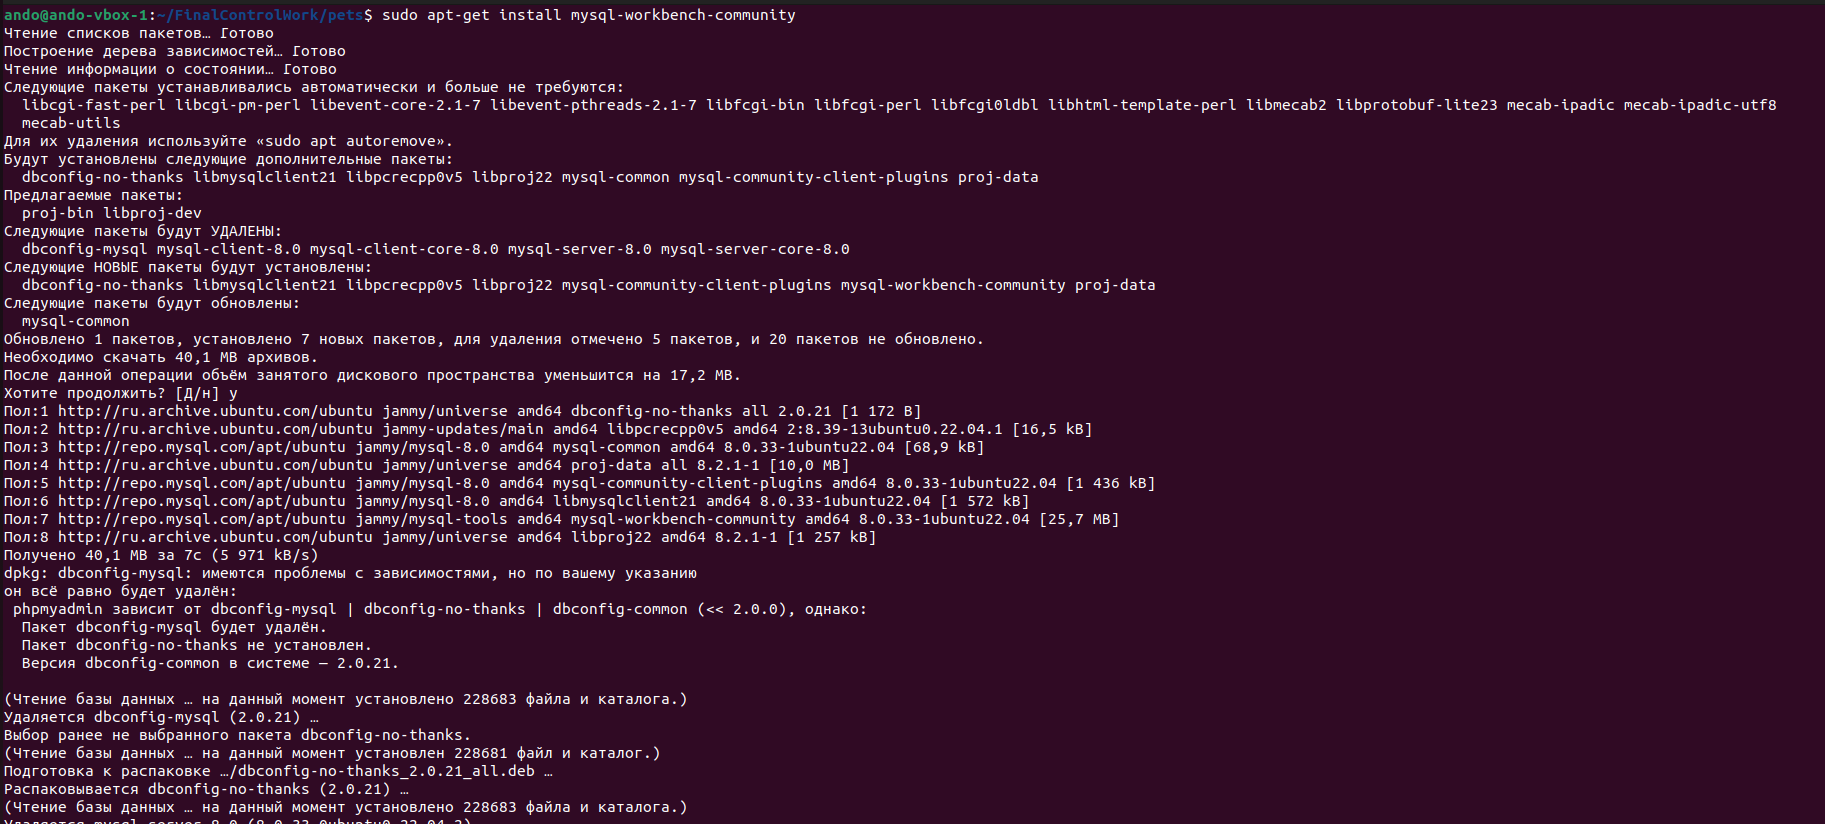 ando@ando-vbox-1:~/FinalControlWork/pets$ sudo apt-get install mysql-workbench-community
Чтение списков пакетов… Готово
Построение дерева зависимостей… Готово
Чтение информации о состоянии… Готово
Следующие пакеты устанавливались автоматически и больше не требуются:
  libcgi-fast-perl libcgi-pm-perl libevent-core-2.1-7 libevent-pthreads-2.1-7 libfcgi-bin libfcgi-perl libfcgi0ldbl libhtml-template-perl libmecab2 libprotobuf-lite23 mecab-ipadic mecab-ipadic-utf8
  mecab-utils
Для их удаления используйте «sudo apt autoremove».
Будут установлены следующие дополнительные пакеты:
  dbconfig-no-thanks libmysqlclient21 libpcrecpp0v5 libproj22 mysql-common mysql-community-client-plugins proj-data
Предлагаемые пакеты:
  proj-bin libproj-dev
Следующие пакеты будут УДАЛЕНЫ:
  dbconfig-mysql mysql-client-8.0 mysql-client-core-8.0 mysql-server-8.0 mysql-server-core-8.0
Следующие НОВЫЕ пакеты будут установлены:
  dbconfig-no-thanks libmysqlclient21 libpcrecpp0v5 libproj22 mysql-community-client-plugins mysql-workbench-community proj-data
Следующие пакеты будут обновлены:
  mysql-common
Обновлено 1 пакетов, установлено 7 новых пакетов, для удаления отмечено 5 пакетов, и 20 пакетов не обновлено.
Необходимо скачать 40,1 MB архивов.
После данной операции объём занятого дискового пространства уменьшится на 17,2 MB.
Хотите продолжить? [Д/н] y
Пол:1 http://ru.archive.ubuntu.com/ubuntu jammy/universe amd64 dbconfig-no-thanks all 2.0.21 [1 172 B]
Пол:2 http://ru.archive.ubuntu.com/ubuntu jammy-updates/main amd64 libpcrecpp0v5 amd64 2:8.39-13ubuntu0.22.04.1 [16,5 kB]
Пол:3 http://repo.mysql.com/apt/ubuntu jammy/mysql-8.0 amd64 mysql-common amd64 8.0.33-1ubuntu22.04 [68,9 kB]
Пол:4 http://ru.archive.ubuntu.com/ubuntu jammy/universe amd64 proj-data all 8.2.1-1 [10,0 MB]
Пол:5 http://repo.mysql.com/apt/ubuntu jammy/mysql-8.0 amd64 mysql-community-client-plugins amd64 8.0.33-1ubuntu22.04 [1 436 kB]
Пол:6 http://repo.mysql.com/apt/ubuntu jammy/mysql-8.0 amd64 libmysqlclient21 amd64 8.0.33-1ubuntu22.04 [1 572 kB]
Пол:7 http://repo.mysql.com/apt/ubuntu jammy/mysql-tools amd64 mysql-workbench-community amd64 8.0.33-1ubuntu22.04 [25,7 MB]
Пол:8 http://ru.archive.ubuntu.com/ubuntu jammy/universe amd64 libproj22 amd64 8.2.1-1 [1 257 kB]
Получено 40,1 MB за 7с (5 971 kB/s)
dpkg: dbconfig-mysql: имеются проблемы с зависимостями, но по вашему указанию
он всё равно будет удалён:
 phpmyadmin зависит от dbconfig-mysql | dbconfig-no-thanks | dbconfig-common (<< 2.0.0), однако:
  Пакет dbconfig-mysql будет удалён.
  Пакет dbconfig-no-thanks не установлен.
  Версия dbconfig-common в системе — 2.0.21.
(Чтение базы данных … на данный момент установлено 228683 файла и каталога.)
Удаляется dbconfig-mysql (2.0.21) …
Выбор ранее не выбранного пакета dbconfig-no-thanks.
(Чтение базы данных … на данный момент установлен 228681 файл и каталог.)
Подготовка к распаковке …/dbconfig-no-thanks_2.0.21_all.deb …
Распаковывается dbconfig-no-thanks (2.0.21) …
(Чтение базы данных … на данный момент установлено 228683 файла и каталога.)